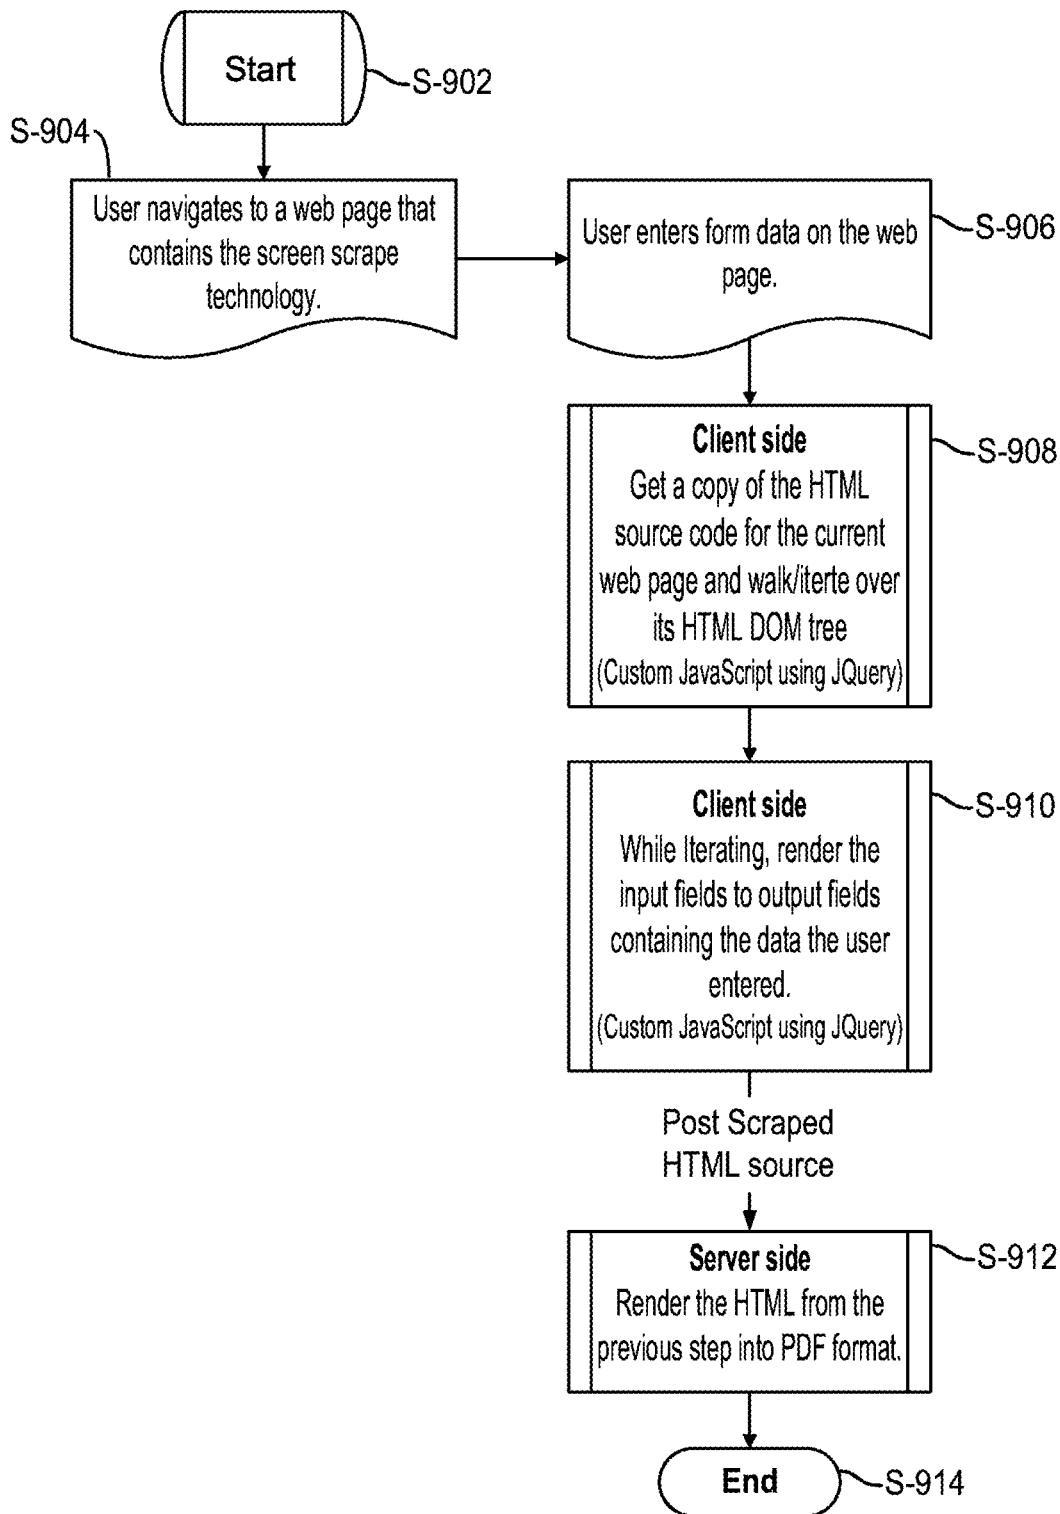 Start
S-902
S-904
User navigates to a web page that
contains the screen scrape
technology.
User enters form data on the web
page.
S-906
Client side
Get a copy of the HTML
source code for the current
web page and walk/iterte over
its HTML DOM tree
(Custom JavaScript using JQuery)
S-908
Client side
While Iterating, render the
input fields to output fields
containing the data the user
entered.
(Custom JavaScript using JQuery)
S-910
Post Scraped
HTML source
Server side
Render the HTML from the
previous step into PDF format.
S-912
End
S-914